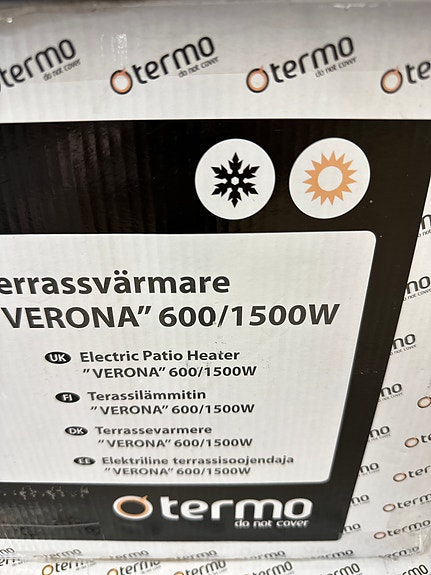 termo
do not cover
termo
do not cover
termo
do not cover
errassvärmare
"VERONA" 600/1500W
UK Electric Patio Heater
"VERONA" 600/1500W
FI Terassilämmitin
"VERONA" 600/1500W
DK Terrassevarmere
"VERONA" 600/1500W
EE Elektriline terrassisoojendaja
"VERONA" 600/1500W
termo
do not cover